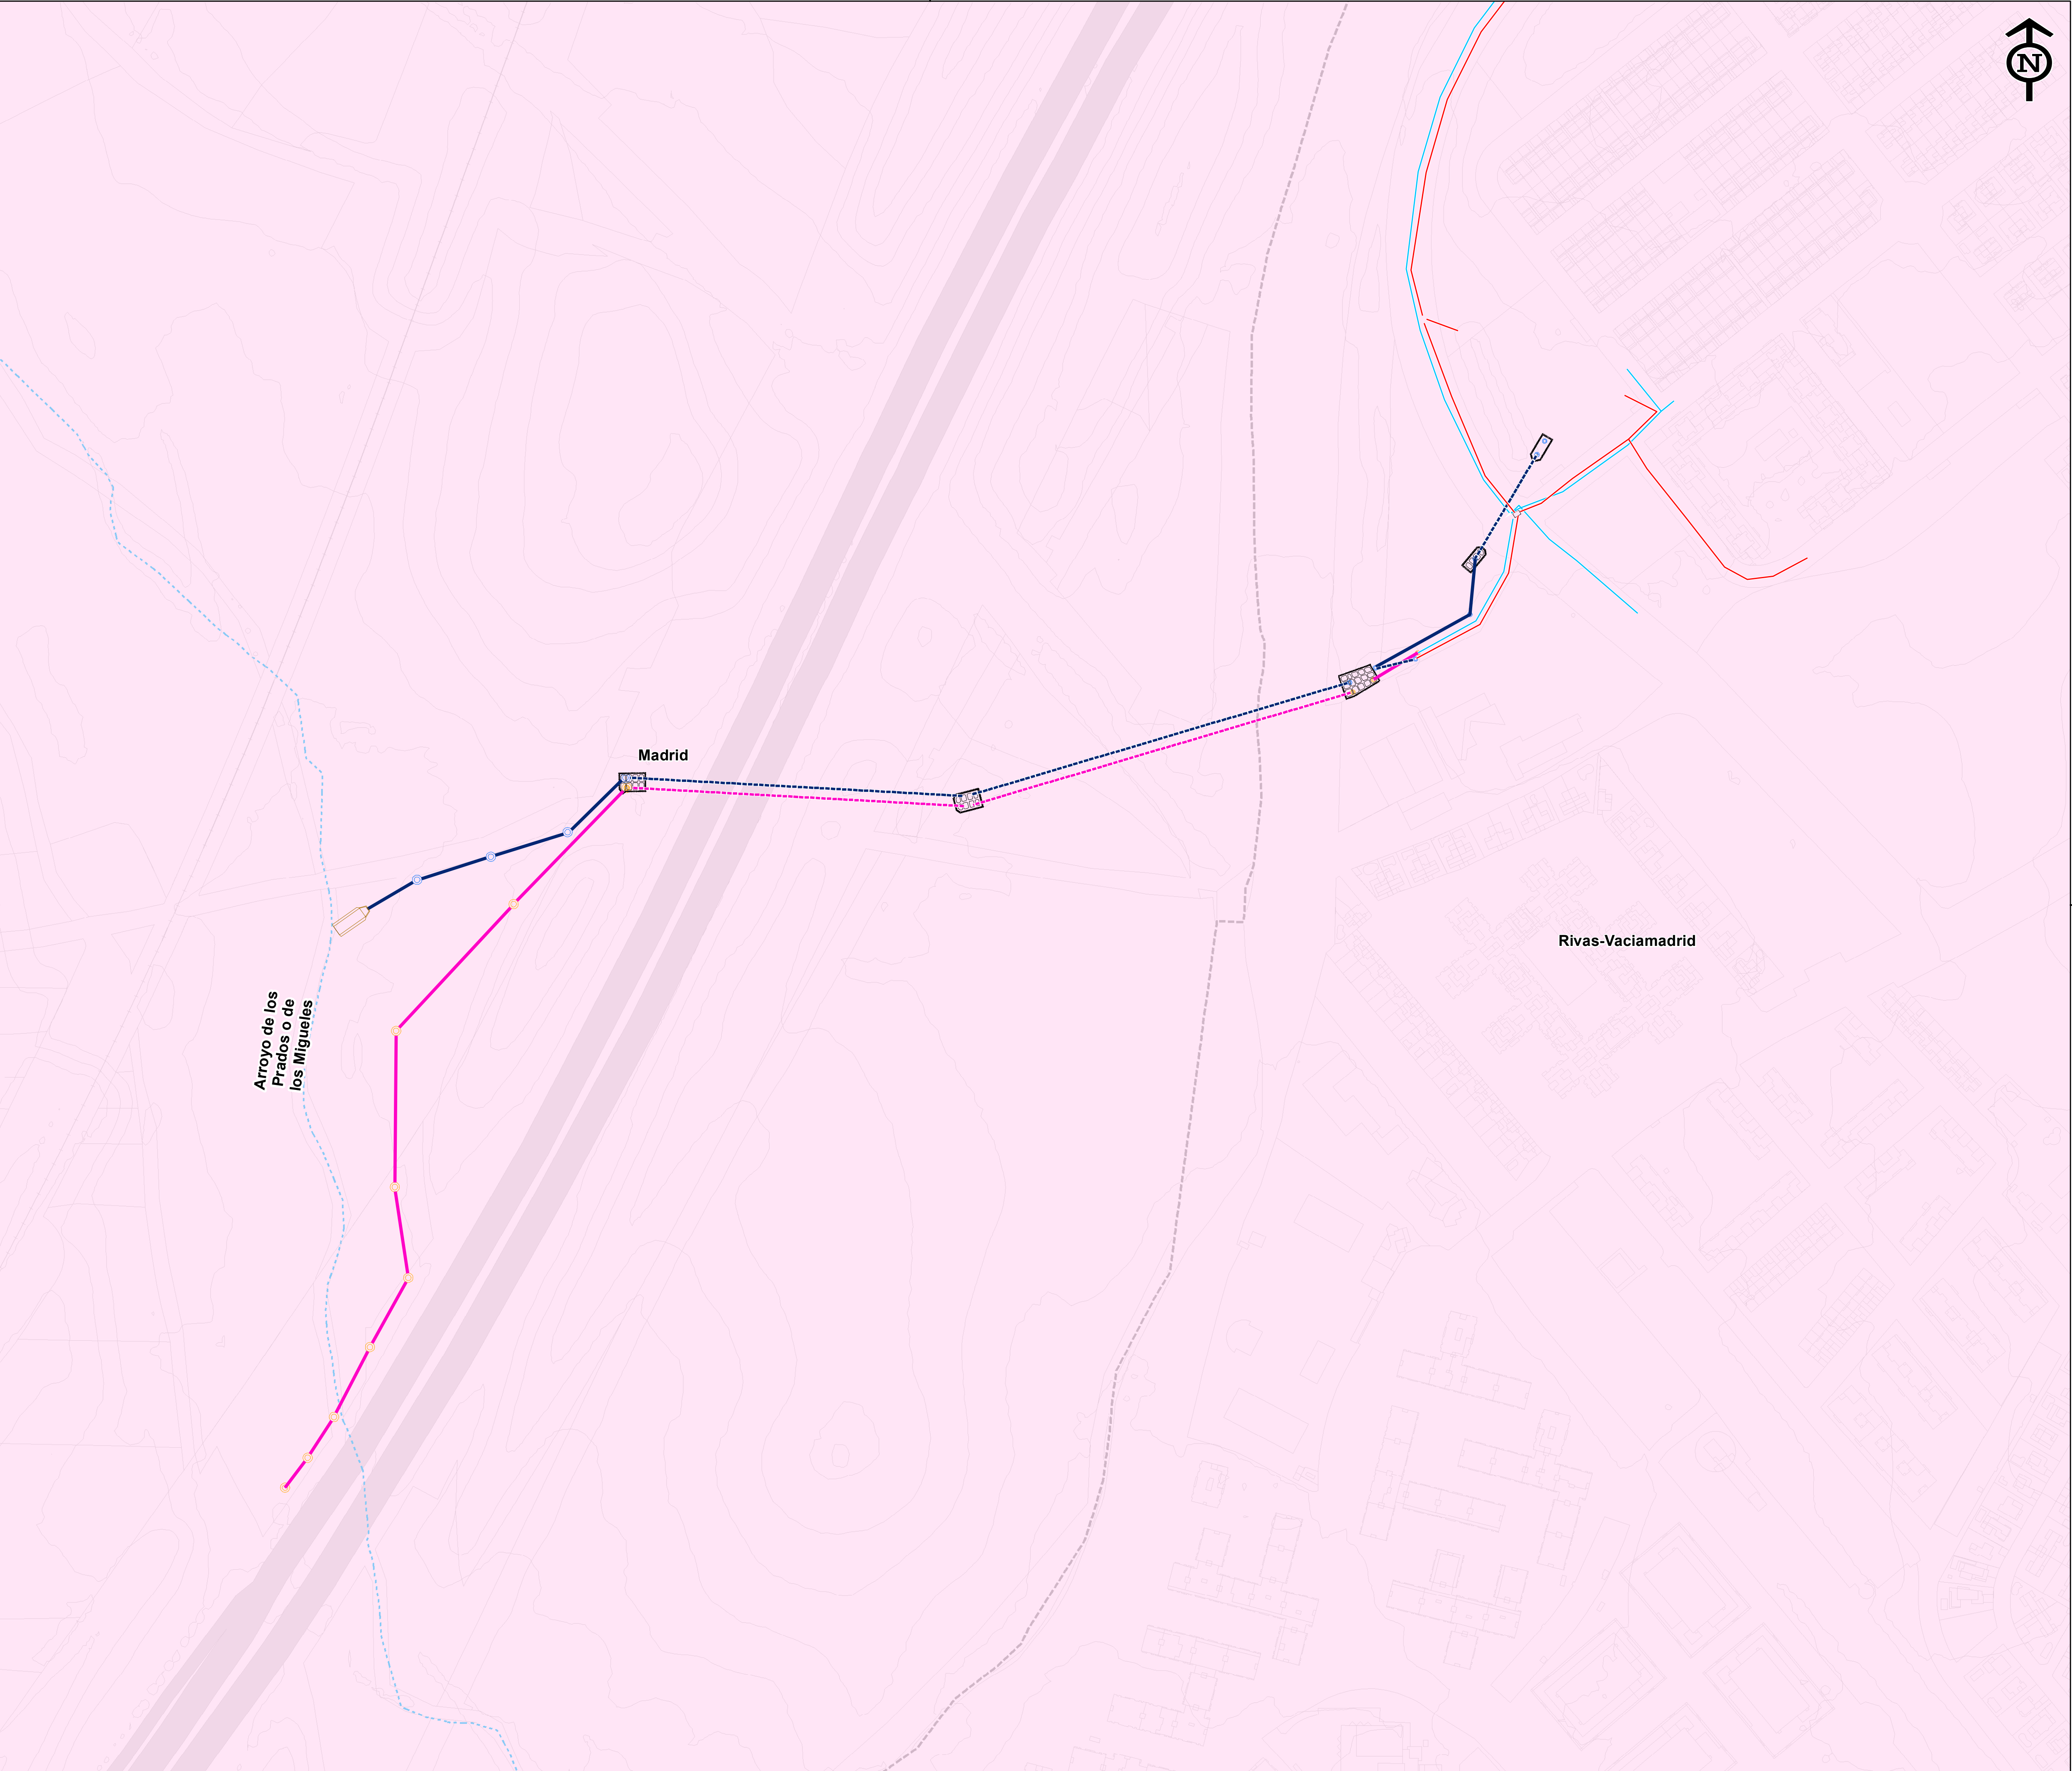 N
Madrid
Rivas-Vaciamadrid
Arroyo de los
Prados o de
los Migueles